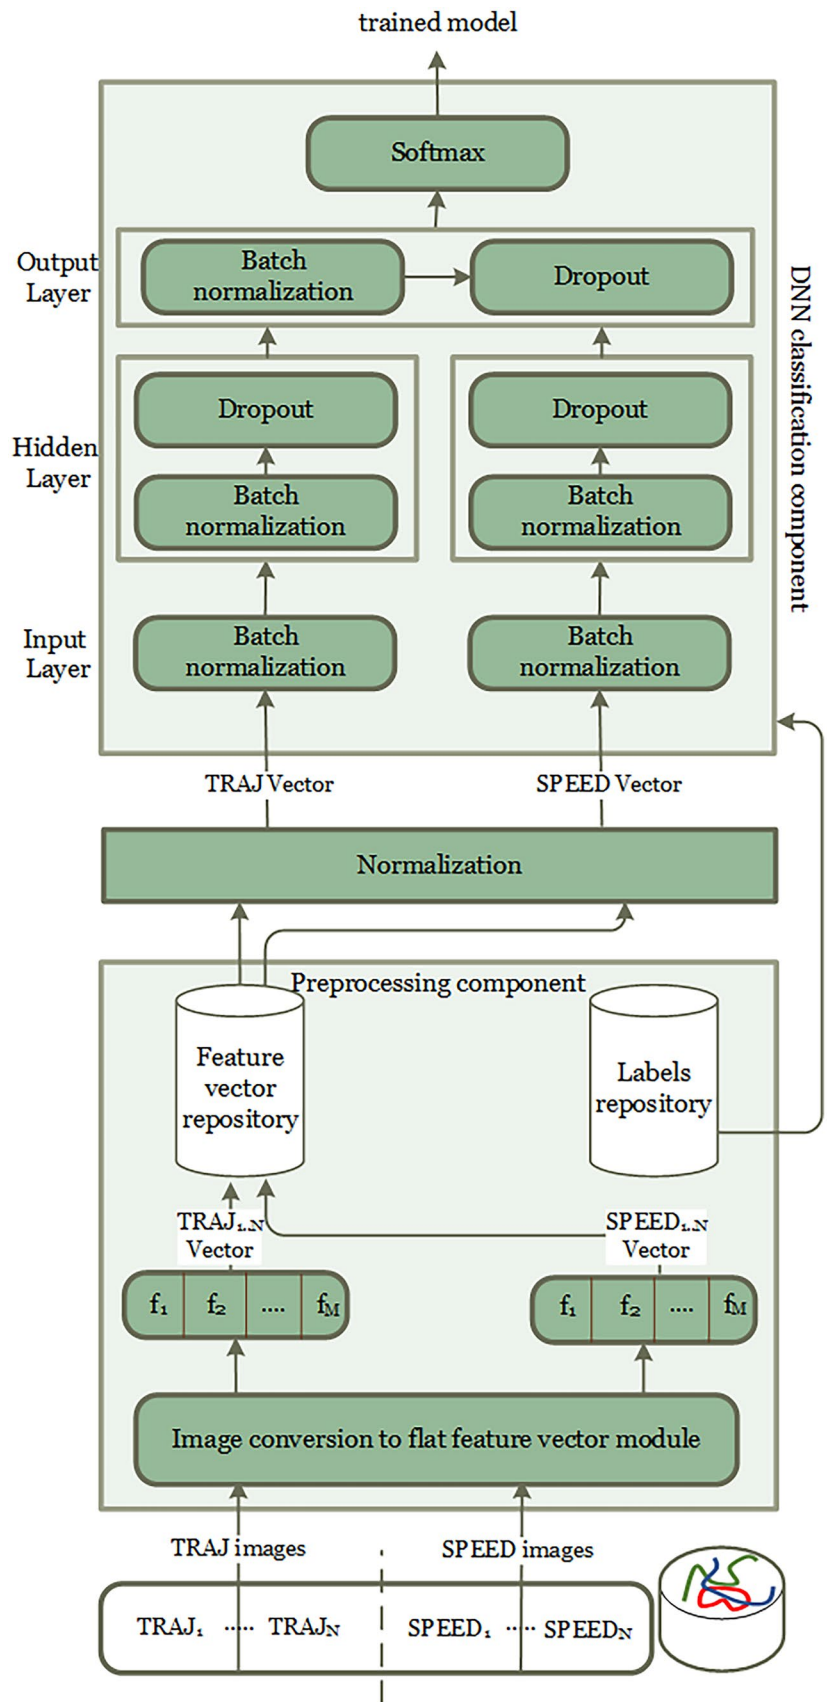 trained model
Softmax
Output
Layer
Batch
normalization
Dropout
DNN classification component
Hidden
Layer
Dropout
Batch
normalization
Dropout
Batch
normalization
Input
Layer
Batch
normalization
Batch
normalization
TRAJ Vector
SPEED Vector
Normalization
Preprocessing component
Feature
vector
repository
Labels
repository
TRAJ₁..N
Vector
SPEED₁..N
Vector
f₁ f₂ .... fM
f₁ f₂ .... fM
Image conversion to flat feature vector module
TRAJ images
SPEED images
TRAJ₁ ..... TRAJN
SPEED₁ ..... SPEEDN